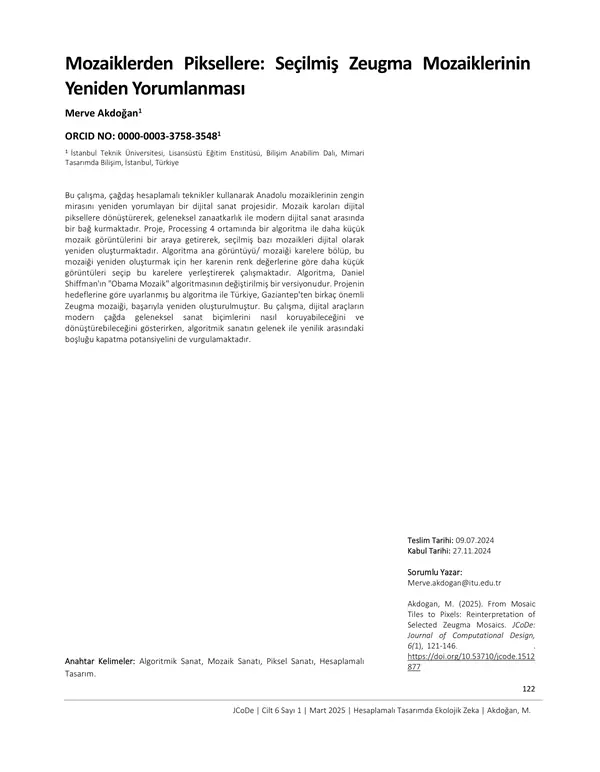 Mozaiklerden Piksellere: Seçilmiş Zeugma Mozaiklerinin
Yeniden Yorumlanması
Merve Akdoğan¹
ORCID NO: 0000-0003-3758-3548¹
¹ İstanbul Teknik Üniversitesi, Lisansüstü Eğitim Enstitüsü, Bilişim Anabilim Dalı, Mimari
Tasarımda Bilişim, İstanbul, Türkiye
Bu çalışma, çağdaş hesaplamalı teknikler kullanarak Anadolu mozaiklerinin zengin
mirasını yeniden yorumlayan bir dijital sanat projesidir. Mozaik karoları dijital
piksellere dönüştürerek, geleneksel zanaatkarlık ile modern dijital sanat arasında
bir bağ kurmaktadır. Proje, Processing 4 ortamında bir algoritma ile daha küçük
mozaik görüntülerini bir araya getirerek, seçilmiş bazı mozaikleri dijital olarak
yeniden oluşturmaktadır. Algoritma ana görüntüyü/ mozaiği karelere bölüp, bu
mozaiği yeniden oluşturmak için her karenin renk değerlerine göre daha küçük
görüntüleri seçip bu karelere yerleştirerek çalışmaktadır. Algoritma, Daniel
Shiffman'ın "Obama Mozaik" algoritmasının değiştirilmiş bir versiyonudur. Projenin
hedeflerine göre uyarlanmış bu algoritma ile Türkiye, Gaziantep'ten birkaç önemli
Zeugma mozaiği, başarıyla yeniden oluşturulmuştur. Bu çalışma, dijital araçların
modern çağda geleneksel sanat biçimlerini nasıl koruyabileceğini ve
dönüştürebileceğini gösterirken, algoritmik sanatın gelenek ile yenilik arasındaki
boşluğu kapatma potansiyelini de vurgulamaktadır.
Teslim Tarihi: 09.07.2024
Kabul Tarihi: 27.11.2024
Sorumlu Yazar:
Merve.akdogan@itu.edu.tr
Akdogan, M. (2025). From Mosaic
Tiles to Pixels: Reinterpretation of
Selected Zeugma Mosaics. JCoDe:
Journal of Computational Design,
6(1), 121-146. .
https://doi.org/10.53710/jcode.1512
877
Anahtar Kelimeler: Algoritmik Sanat, Mozaik Sanatı, Piksel Sanatı, Hesaplamalı
Tasarım.
122
JCoDe | Cilt 6 Sayı 1 | Mart 2025 | Hesaplamalı Tasarımda Ekolojik Zeka | Akdoğan, M.